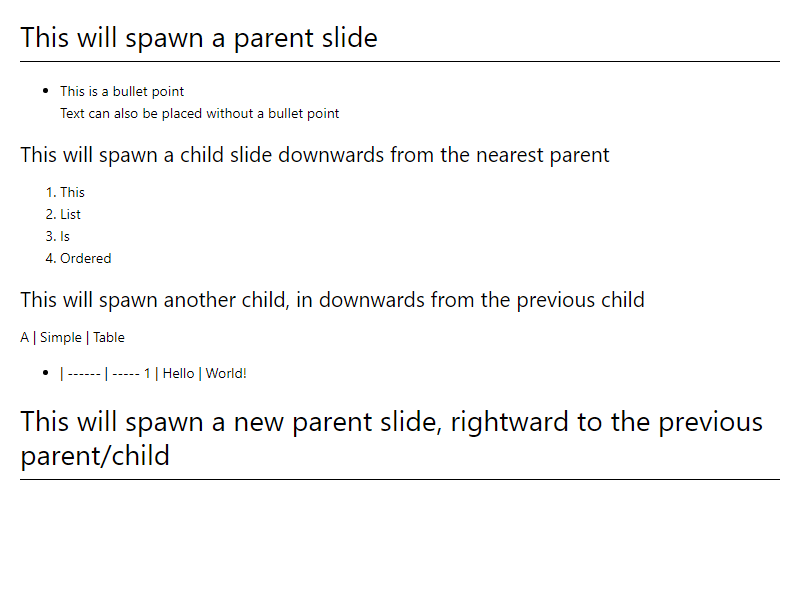 This will spawn a parent slide
• This is a bullet point
Text can also be placed without a bullet point
This will spawn a child slide downwards from the nearest parent
1. This
2. List
3. Is
4. Ordered
This will spawn another child, in downwards from the previous child
A | Simple | Table
• | ------ | ----- 1 | Hello | World!
This will spawn a new parent slide, rightward to the previous
parent/child